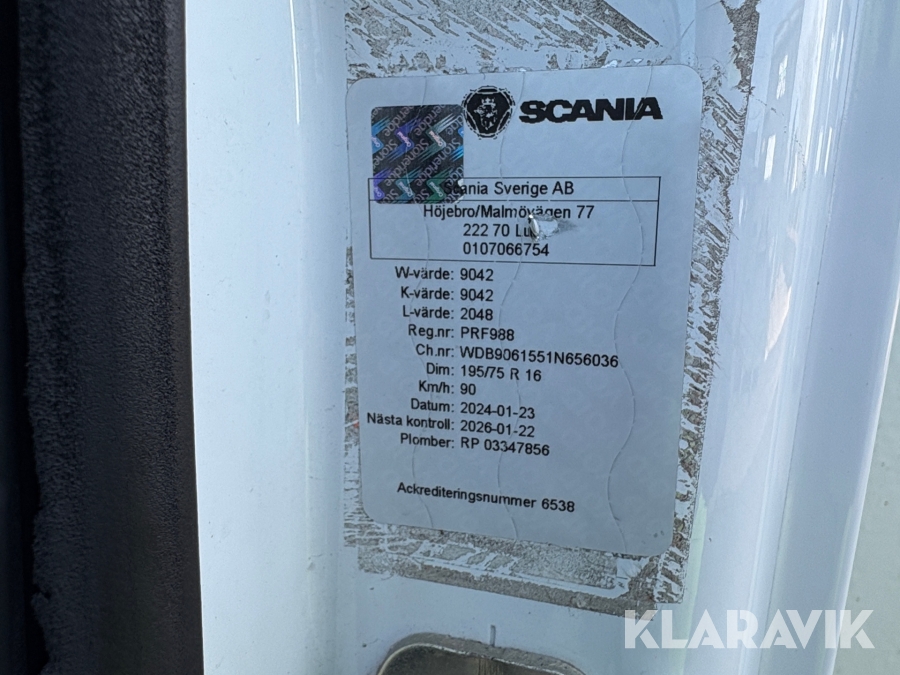 SCANIA
Scania Sverige AB
Höjebro/Malmövägen 77
222 70
0107066754
W-värde: 9042
K-värde: 9042
L-värde: 2048
Reg.nr: PRF988
Ch.nr: WDB9061551N656036
Dim: 195/75 R 16
Km/h: 90
Datum: 2024-01-23
Nästa kontroll: 2026-01-22
Plomber: RP 03347856
Ackrediteringsnummer 6538
KLARAVIK